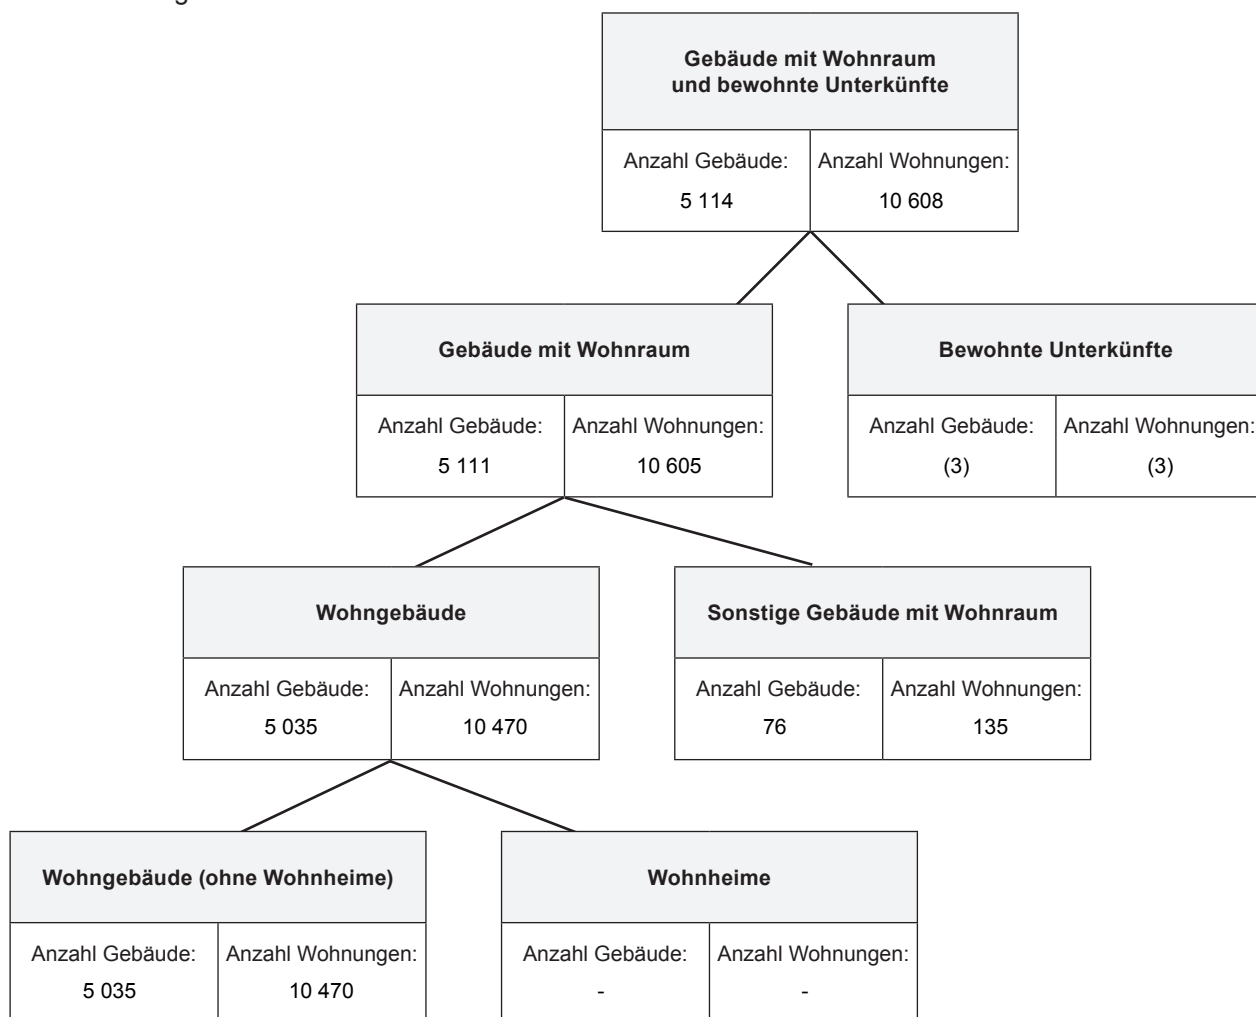 g
Gebäude mit Wohnraum
und bewohnte Unterkünfte
Anzahl Gebäude: Anzahl Wohnungen:
5 114 10 608
Gebäude mit Wohnraum Bewohnte Unterkünfte
Anzahl Gebäude: Anzahl Wohnungen: Anzahl Gebäude: Anzahl Wohnungen:
5 111 10 605 (3) (3)
Wohngebäude Sonstige Gebäude mit Wohnraum
Anzahl Gebäude: Anzahl Wohnungen: Anzahl Gebäude: Anzahl Wohnungen:
5 035 10 470 76 135
Wohngebäude (ohne Wohnheime) Wohnheime
Anzahl Gebäude: Anzahl Wohnungen: Anzahl Gebäude: Anzahl Wohnungen:
5 035 10 470 - -